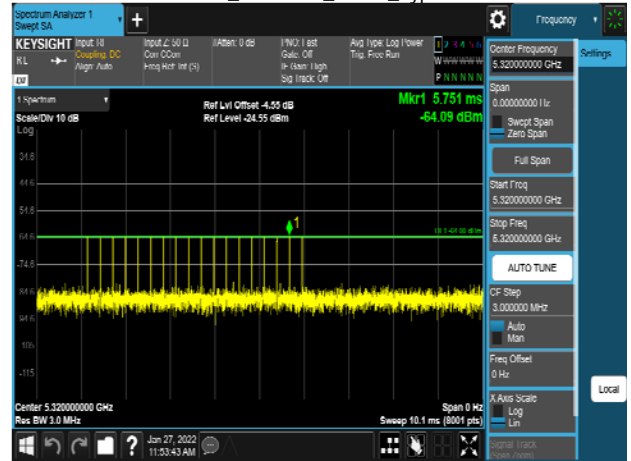 Spectrum Analyzer 1
Swept SA
+
Frequency
KEYSIGHT
Input: RF
Coupling: DC
Align: Auto
Input Z: 50 Ω
Corr CCorr
Freq Ref: Int (S)
#Atten: 0 dB
PNO: Fast
Gate: Off
IF Gain: High
Sig Track: Off
Avg Type: Log Power
Trig: Free Run
1 2 3 4 5 6
W W W W W W
P N N N N N
1 Spectrum
Scale/Div 10 dB
Log
Ref Lvl Offset -4.55 dB
Ref Level -24.55 dBm
Mkr1 5.751 ms
-64.09 dBm
1
-74.6
-115
Center 5.320000000 GHz
Res BW 3.0 MHz
Span 0 Hz
Sweep 10.1 ms (8001 pts)
Jan 27, 2022
11:53:43 AM
Center Frequency
5.320000000 GHz
Settings
Span
0.00000000 Hz
Swept Span
Zero Span
Full Span
Start Freq
5.320000000 GHz
Stop Freq
5.320000000 GHz
AUTO TUNE
CF Step
3.000000 MHz
Auto
Man
Freq Offset
0 Hz
X Axis Scale
Log
Lin
Local
Signal Track
(Span Zoom)